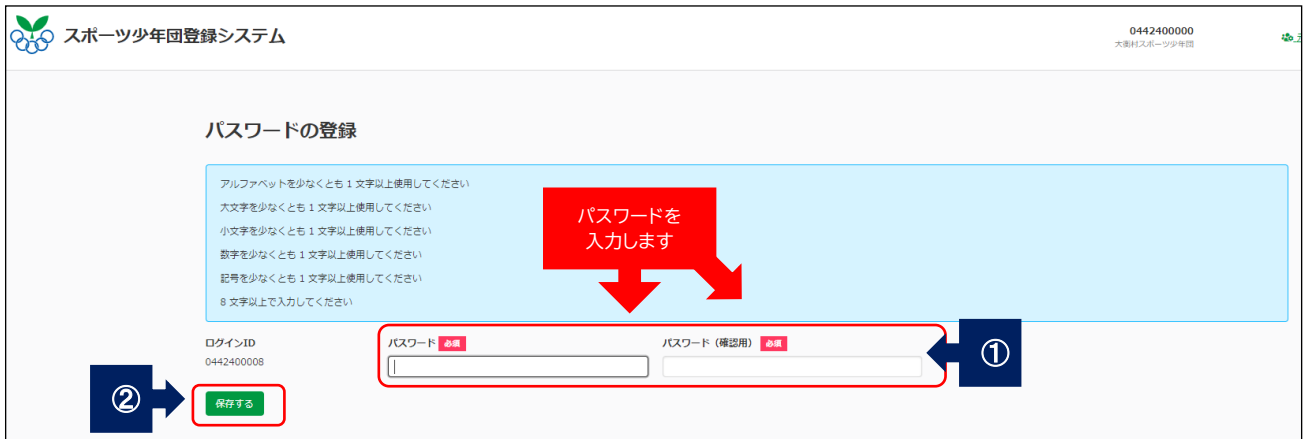 スポーツ少年団登録システム
0442400000
大衡村スポーツ少年団
パスワードの登録
アルファベットを少なくとも 1 文字以上使用してください
大文字を少なくとも 1 文字以上使用してください
小文字を少なくとも 1 文字以上使用してください
数字を少なくとも 1 文字以上使用してください
記号を少なくとも 1 文字以上使用してください
8 文字以上で入力してください
パスワードを
入力します
ログインID
0442400008
パスワード 必須
パスワード（確認用） 必須
①
②
保存する